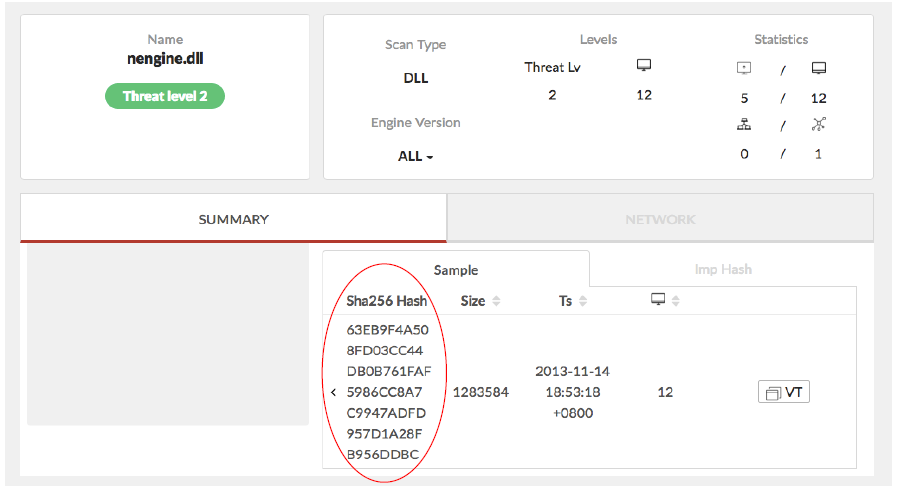 Name
nengine.dll
Threat level 2
Scan Type
DLL
Engine Version
ALL
Levels
Threat Lv
2 12
Statistics
/
5 / 12
/
0 / 1
SUMMARY NETWORK
Sample Imp Hash
Sha256 Hash Size Ts
63EB9F4A50
8FD03CC44
DB0B761FAF
5986CC8A7
C9947ADFD
957D1A28F
B956DDBC
1283584
2013-11-14
18:53:18
+0800
12
VT